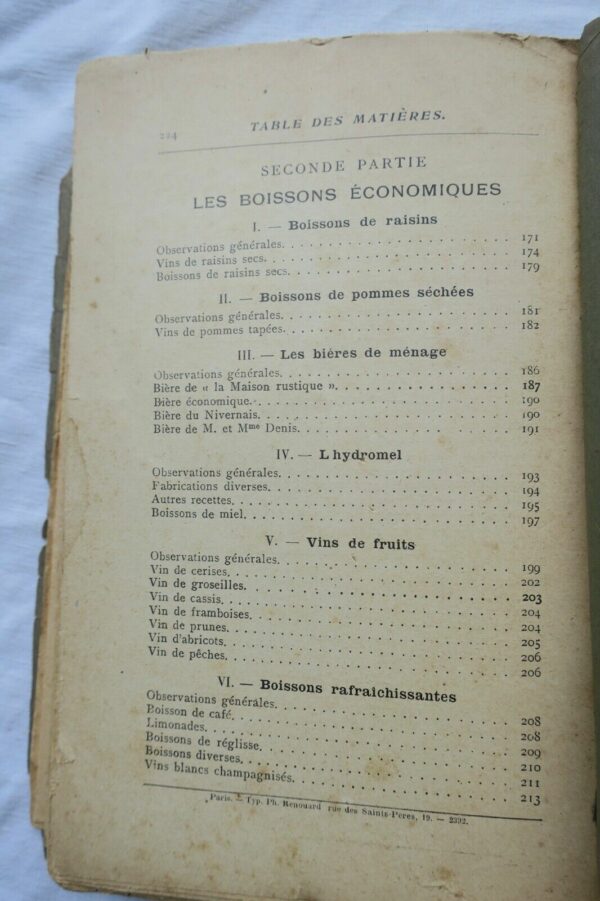 224 TABLE DES MATIÈRES.
SECONDE PARTIE
LES BOISSONS ÉCONOMIQUES
I. — Boissons de raisins
Observations générales. 171
Vins de raisins secs. 174
Boissons de raisins secs. 179
II. — Boissons de pommes séchées
Observations générales. 181
Vins de pommes tapées. 182
III. — Les bières de ménage
Observations générales. 186
Bière de « la Maison rustique ». 187
Bière économique. 190
Bière du Nivernais. 190
Bière de M. et Mme Denis. 191
IV. — L hydromel
Observations générales. 193
Fabrications diverses. 194
Autres recettes. 195
Boissons de miel. 197
V. — Vins de fruits
Observations générales. 199
Vin de cerises. 202
Vin de groseilles. 203
Vin de cassis. 204
Vin de framboises. 204
Vin de prunes. 205
Vin d'abricots. 206
Vin de pêches. 206
VI. — Boissons rafraichissantes
Observations générales. 208
Boisson de café. 208
Limonades. 209
Boissons de réglisse. 210
Boissons diverses. 211
Vins blancs champagnisés. 213
Paris. — Typ. Ph. Renouard rue des Saints-Pères, 19. — 2392.